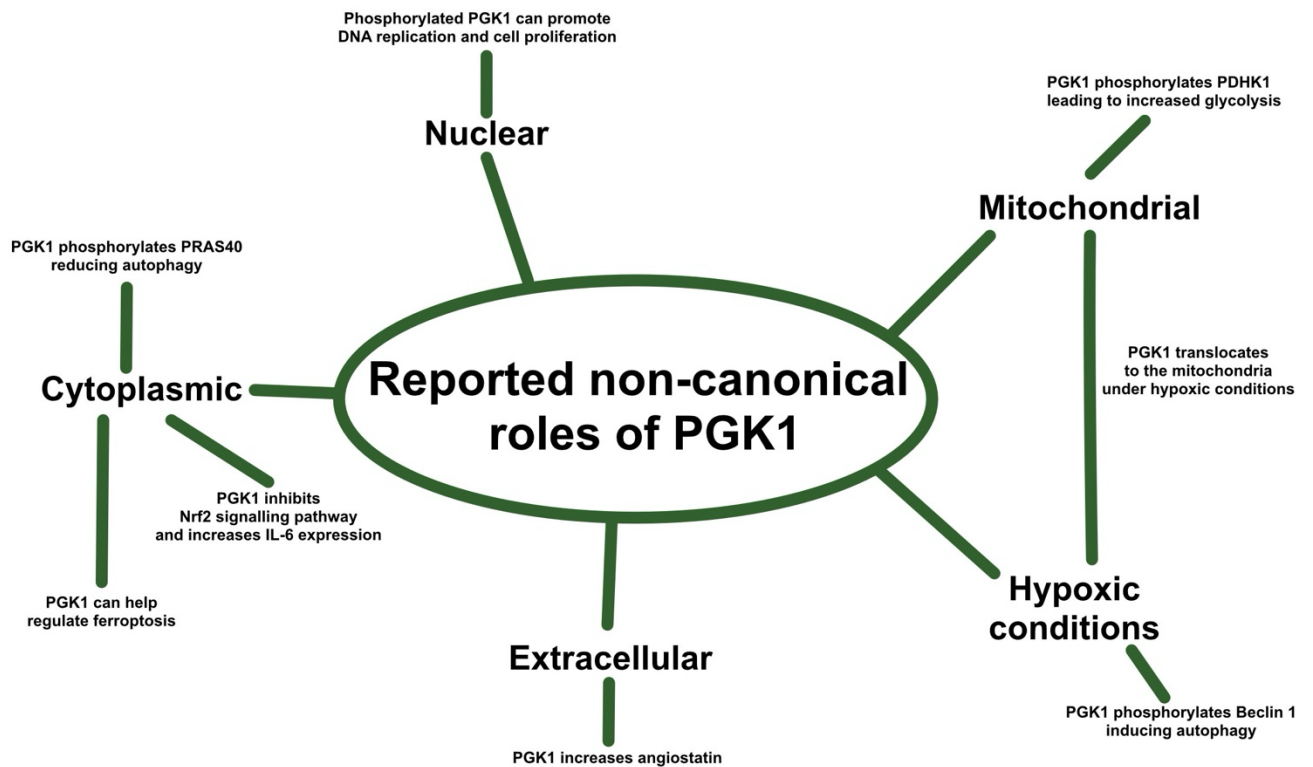 Phosphorylated PGK1 can promote
DNA replication and cell proliferation
Nuclear
PGK1 phosphorylates PDHK1
leading to increased glycolysis
Mitochondrial
PGK1 phosphorylates PRAS40
reducing autophagy
Cytoplasmic
Reported non-canonical
roles of PGK1
PGK1 translocates
to the mitochondria
under hypoxic conditions
PGK1 inhibits
Nrf2 signalling pathway
and increases IL-6 expression
PGK1 can help
regulate ferroptosis
Extracellular
PGK1 increases angiostatin
Hypoxic
conditions
PGK1 phosphorylates Beclin 1
inducing autophagy